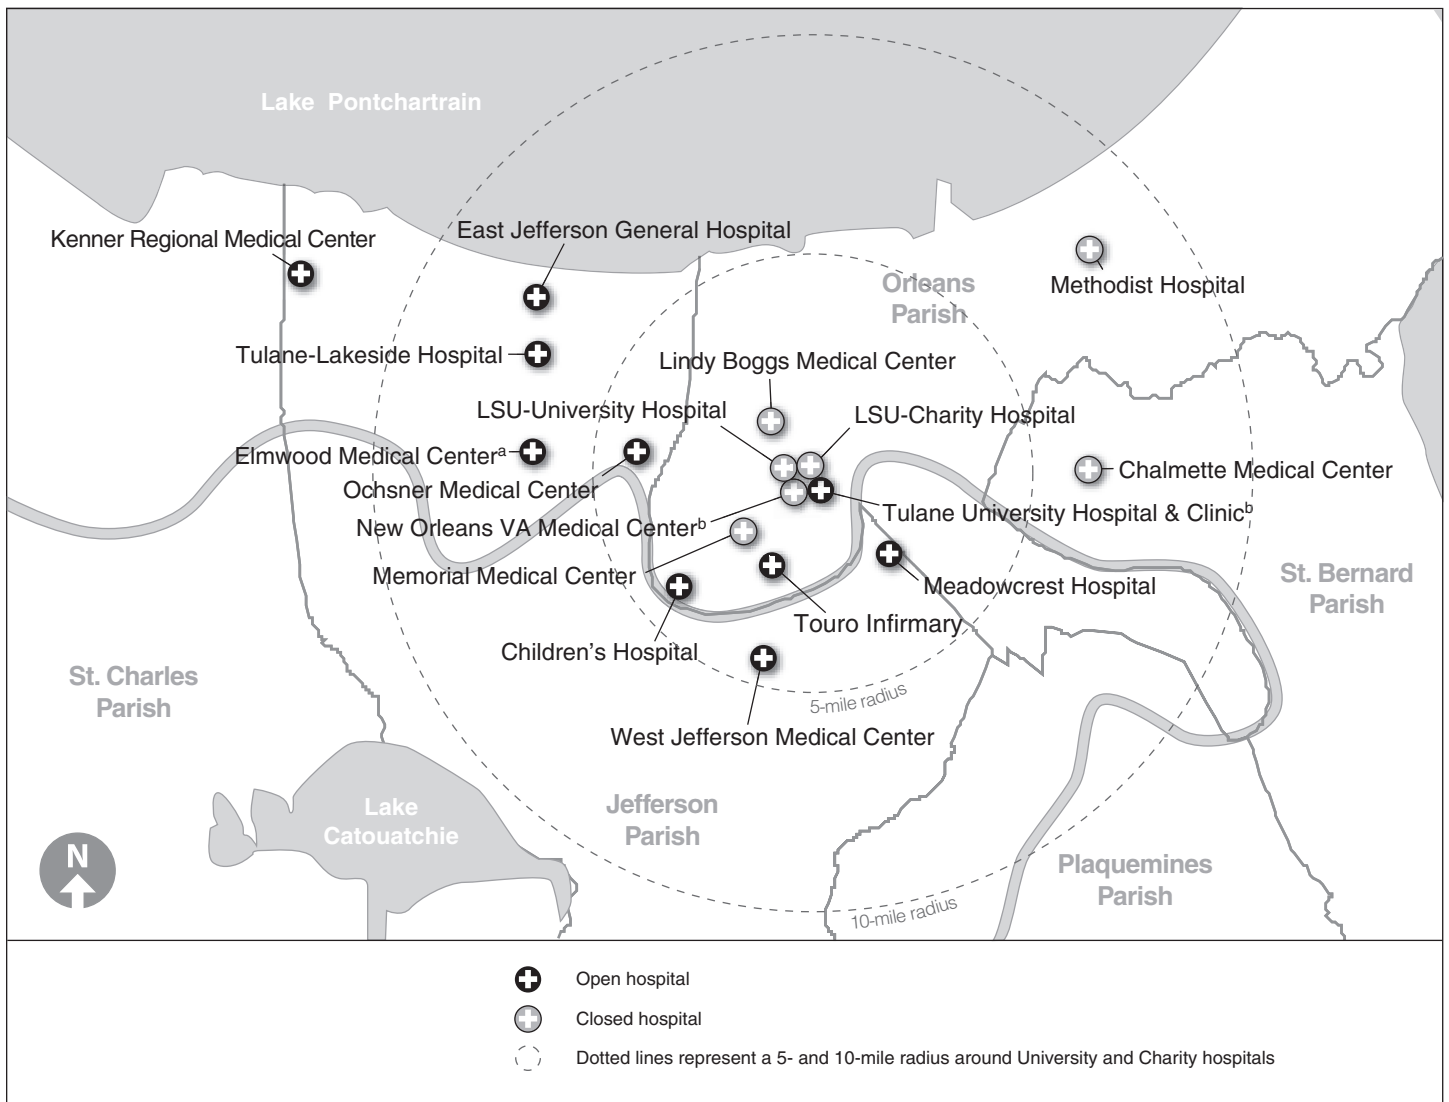 Lake Pontchartrain
East Jefferson General Hospital
Kenner Regional Medical Center
Methodist Hospital
Orleans
Parish
Tulane-Lakeside Hospital
Lindy Boggs Medical Center
LSU-University Hospital
LSU-Charity Hospital
Elmwood Medical Centerᵃ
Chalmette Medical Center
Ochsner Medical Center
Tulane University Hospital & Clinicᵇ
New Orleans VA Medical Centerᵇ
Memorial Medical Center
Meadowcrest Hospital
St. Bernard
Parish
Touro Infirmary
Children’s Hospital
St. Charles
Parish
5-mile radius
West Jefferson Medical Center
Lake
Catouatchie
Jefferson
Parish
N
Plaquemines
Parish
10-mile radius
Open hospital
Closed hospital
Dotted lines represent a 5- and 10-mile radius around University and Charity hospitals